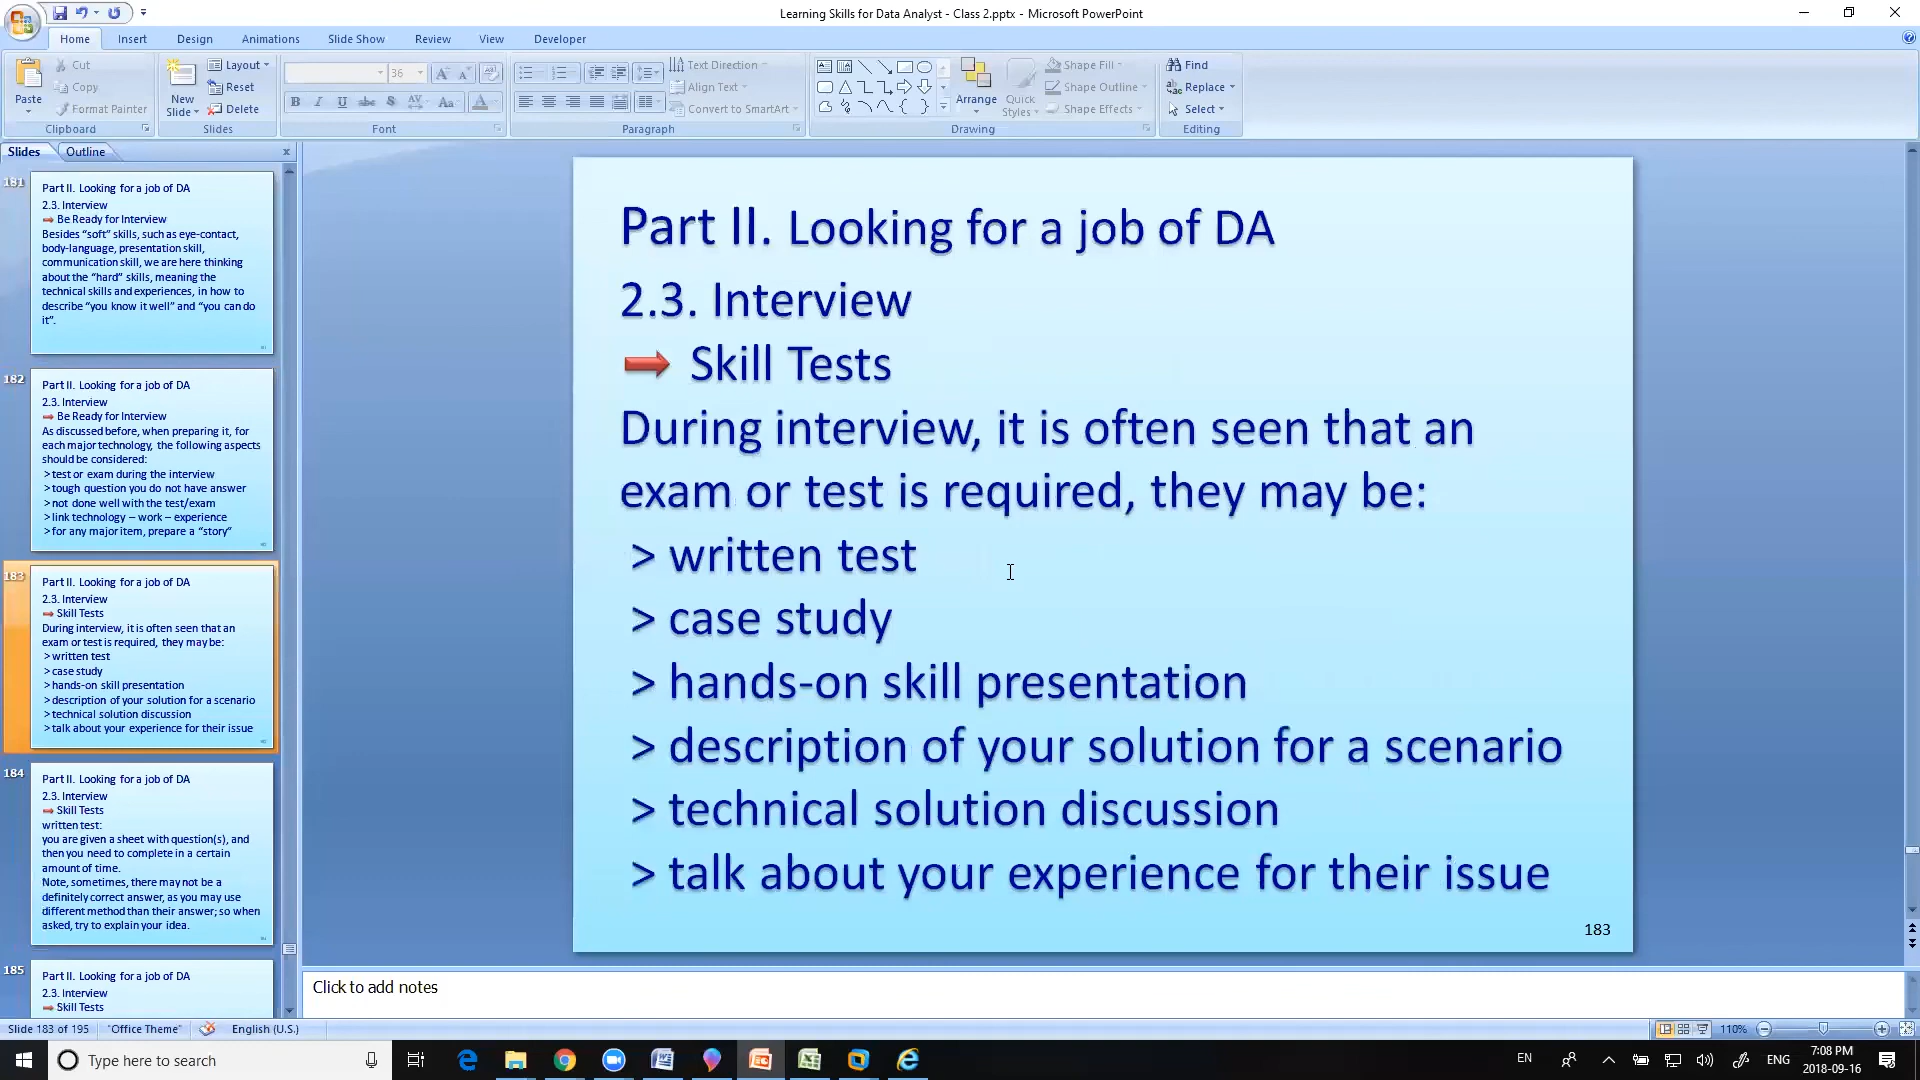 Learning Skills for Data Analyst - Class 2.pptx - Microsoft PowerPoint
Home Insert Design Slide Show Animations Review View Developer
Paste
Cut
Copy
Format Painter
Clipboard
New Slide
Layout
Reset
Delete
Slides
36
Font
Text Direction
Align Text
Convert to SmartArt
Paragraph
Arrange
Quick Styles
Shape Fill
Shape Outline
Shape Effects
Drawing
Find
Replace
Select
Editing
Slides Outline
181
Part II. Looking for a job of DA
2.3. Interview
Be Ready for Interview
Besides “soft” skills, such as eye-contact,
body-language, presentation skill,
communication skill, we are here thinking
about the “hard” skills, meaning the
technical skills and experiences, in how to
describe “you know it well” and “you can do
it”.
182
Part II. Looking for a job of DA
2.3. Interview
Be Ready for Interview
As discussed before, when preparing it, for
each major technology, the following aspects
should be considered:
> test or exam during the interview
> tough question you do not have answer
> not done well with the test/exam
> link technology – work – experience
> for any major item, prepare a “story”
183
Part II. Looking for a job of DA
2.3. Interview
Skill Tests
During interview, it is often seen that an
exam or test is required, they may be:
> written test
> case study
> hands-on skill presentation
> description of your solution for a scenario
> technical solution discussion
> talk about your experience for their issue
184
Part II. Looking for a job of DA
2.3. Interview
Skill Tests
written test:
you are given a sheet with question(s), and
then you need to complete in a certain
amount of time.
Note, sometimes, there may not be a
definitely correct answer, as you may use
different method than their answer; so when
asked, try to explain your idea.
185
Part II. Looking for a job of DA
2.3. Interview
Skill Tests
Part II. Looking for a job of DA
2.3. Interview
Skill Tests
During interview, it is often seen that an
exam or test is required, they may be:
> written test
> case study
> hands-on skill presentation
> description of your solution for a scenario
> technical solution discussion
> talk about your experience for their issue
183
Click to add notes
Slide 183 of 195 "Office Theme" English (U.S.) 110%
Type here to search
EN ENG 7:08 PM
2018-09-16